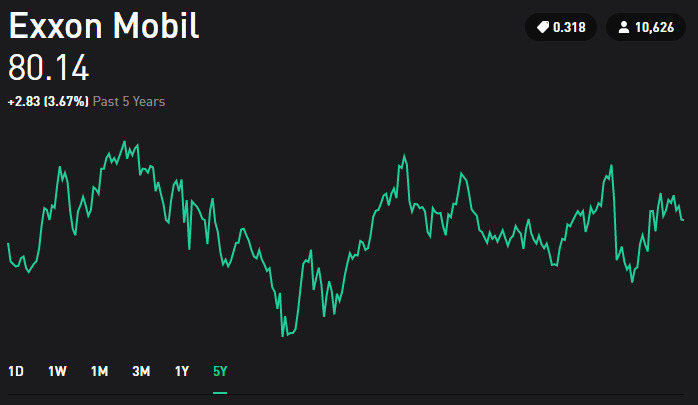 Exxon Mobil
0.318
10,626
80.14
+2.83 (3.67%) Past 5 Years
1D 1W 1M 3M 1Y 5Y